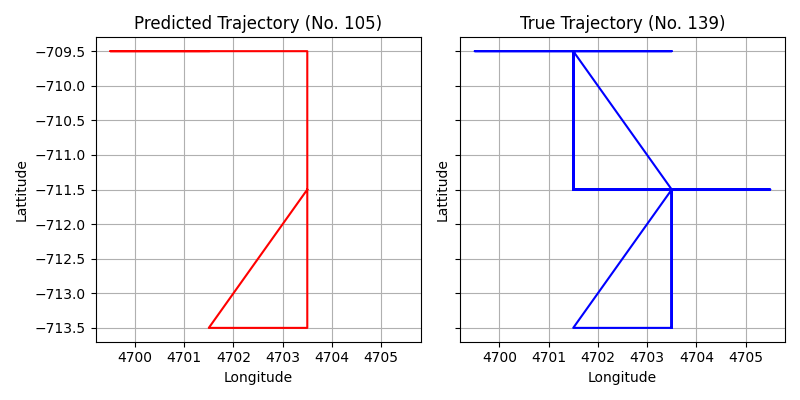 Predicted Trajectory (No. 105)
True Trajectory (No. 139)
Lattitude
−709.5
−710.0
−710.5
−711.0
−711.5
−712.0
−712.5
−713.0
−713.5
4700 4701 4702 4703 4704 4705
Longitude
Lattitude
4700 4701 4702 4703 4704 4705
Longitude